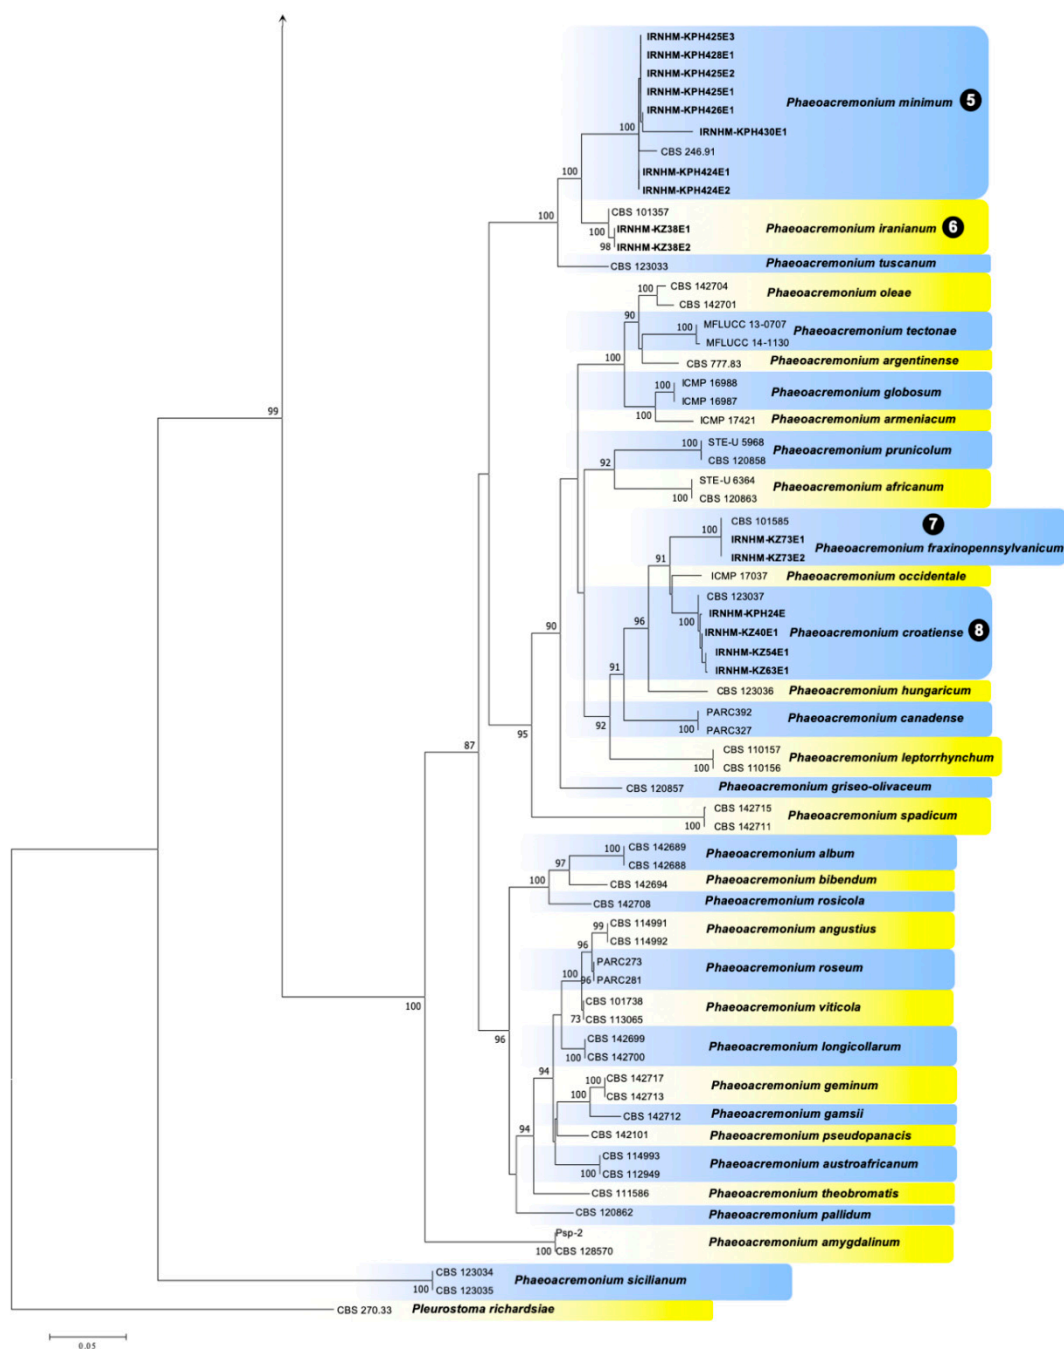 IRNHM-KPH425E3
IRNHM-KPH428E1
IRNHM-KPH425E2
IRNHM-KPH425E1
IRNHM-KPH426E1
Phaeoacremonium minimum 5
100
IRNHM-KPH430E1
CBS 246.91
IRNHM-KPH424E1
IRNHM-KPH424E2
100
CBS 101357
100
IRNHM-KZ38E1
98
IRNHM-KZ38E2
Phaeoacremonium iranianum 6
100
CBS 123033
Phaeoacremonium tuscanum
CBS 142704
100
CBS 142701
Phaeoacremonium oleae
90
MFLUCC 13-0707
100
MFLUCC 14-1130
Phaeoacremonium tectonae
100
CBS 777.83
Phaeoacremonium argentinense
100
ICMP 16988
ICMP 16987
Phaeoacremonium globosum
100
ICMP 17421
Phaeoacremonium armeniacum
99
100
STE-U 5968
CBS 120858
Phaeoacremonium prunicolum
92
STE-U 6364
100
CBS 120863
Phaeoacremonium africanum
7
CBS 101585
100
IRNHM-KZ73E1
IRNHM-KZ73E2
Phaeoacremonium fraxinopennsylvanicum
91
ICMP 17037
Phaeoacremonium occidentale
CBS 123037
IRNHM-KPH24E
100
IRNHM-KZ40E1
IRNHM-KZ54E1
IRNHM-KZ63E1
Phaeoacremonium croatiense 8
96
90
CBS 123036
Phaeoacremonium hungaricum
91
PARC392
100
PARC327
Phaeoacremonium canadense
92
CBS 110157
100
CBS 110156
Phaeoacremonium leptorrhynchum
95
87
CBS 120857
Phaeoacremonium griseo-olivaceum
CBS 142715
100
CBS 142711
Phaeoacremonium spadicum
100
CBS 142689
CBS 142688
Phaeoacremonium album
97
CBS 142694
Phaeoacremonium bibendum
100
CBS 142708
Phaeoacremonium rosicola
99
CBS 114991
CBS 114992
Phaeoacremonium angustius
96
PARC273
96
PARC281
Phaeoacremonium roseum
100
CBS 101738
73
CBS 113065
Phaeoacremonium viticola
100
96
CBS 142699
100
CBS 142700
Phaeoacremonium longicollarum
94
100
CBS 142717
CBS 142713
Phaeoacremonium geminum
100
CBS 142712
Phaeoacremonium gamsii
94
CBS 142101
Phaeoacremonium pseudopanacis
CBS 114993
100
CBS 112949
Phaeoacremonium austroafricanum
CBS 111586
Phaeoacremonium theobromatis
CBS 120862
Phaeoacremonium pallidum
Psp-2
100
CBS 128570
Phaeoacremonium amygdalinum
CBS 123034
100
CBS 123035
Phaeoacremonium sicilianum
CBS 270.33
Pleurostoma richardsiae
0.05